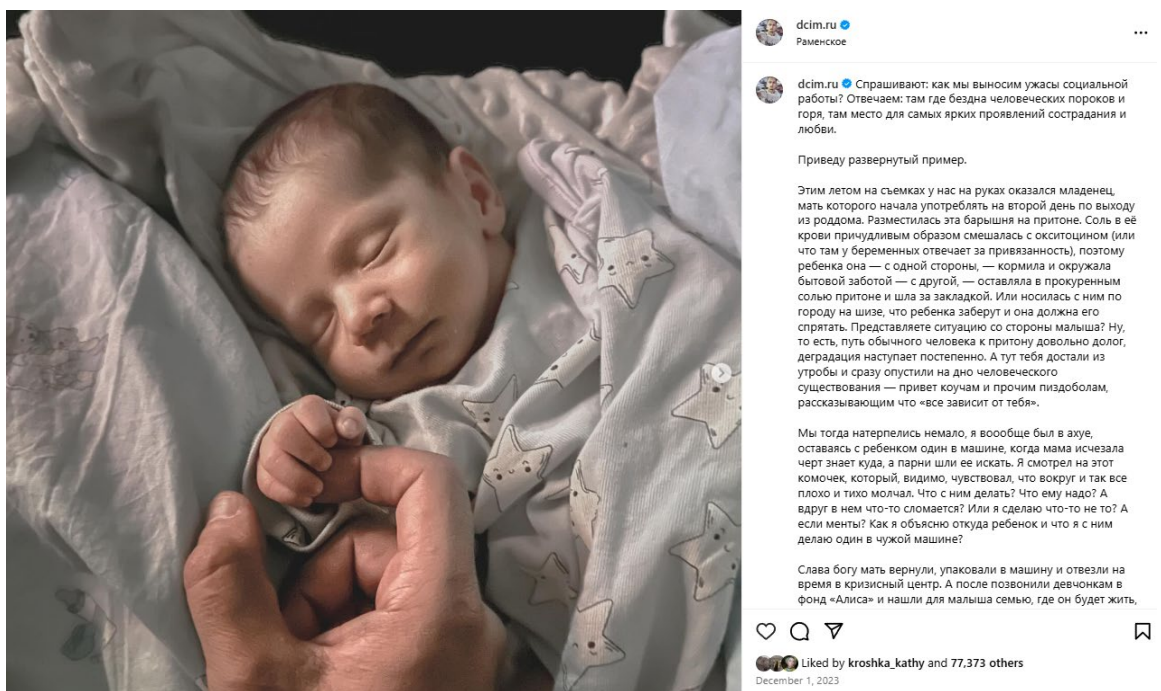 dcim.ru
Раменское
dcim.ru Спрашивают: как мы выносим ужасы социальной
работы? Отвечаем: там где бездна человеческих пороков и
горя, там место для самых ярких проявлений сострадания и
любви.
Приведу развернутый пример.
Этим летом на съемках у нас на руках оказался младенец,
мать которого начала употреблять на второй день по выходу
из роддома. Разместилась эта барышня на притоне. Соль в её
крови причудливым образом смешалась с окситоцином (или
что там у беременных отвечает за привязанность), поэтому
ребенка она — с одной стороны, — кормила и окружала
бытовой заботой — с другой, — оставляла в прокуренным
солью притоне и шла за закладкой. Или носилась с ним по
городу на шизе, что ребенка заберут и она должна его
спрятать. Представляете ситуацию со стороны малыша? Ну,
то есть, путь обычного человека к притону довольно долог,
деградация наступает постепенно. А тут тебя достали из
утробы и сразу опустили на дно человеческого
существования — привет коучам и прочим пиздоболам,
рассказывающим что «все зависит от тебя».
Мы тогда натерпелись немало, я воообще был в ахуе,
оставаясь с ребенком один в машине, когда мама исчезала
черт знает куда, а парни шли ее искать. Я смотрел на этот
комочек, который, видимо, чувствовал, что вокруг и так все
плохо и тихо молчал. Что с ним делать? Что ему надо? А
вдруг в нем что-то сломается? Или я сделаю что-то не то? А
если менты? Как я объясню откуда ребенок и что я с ним
делаю один в чужой машине?
Слава богу мать вернули, упаковали в машину и отвезли на
время в кризисный центр. А после позвонили девчонкам в
фонд «Алиса» и нашли для малыша семью, где он будет жить,
Liked by kroshka_kathy and 77,373 others
December 1, 2023